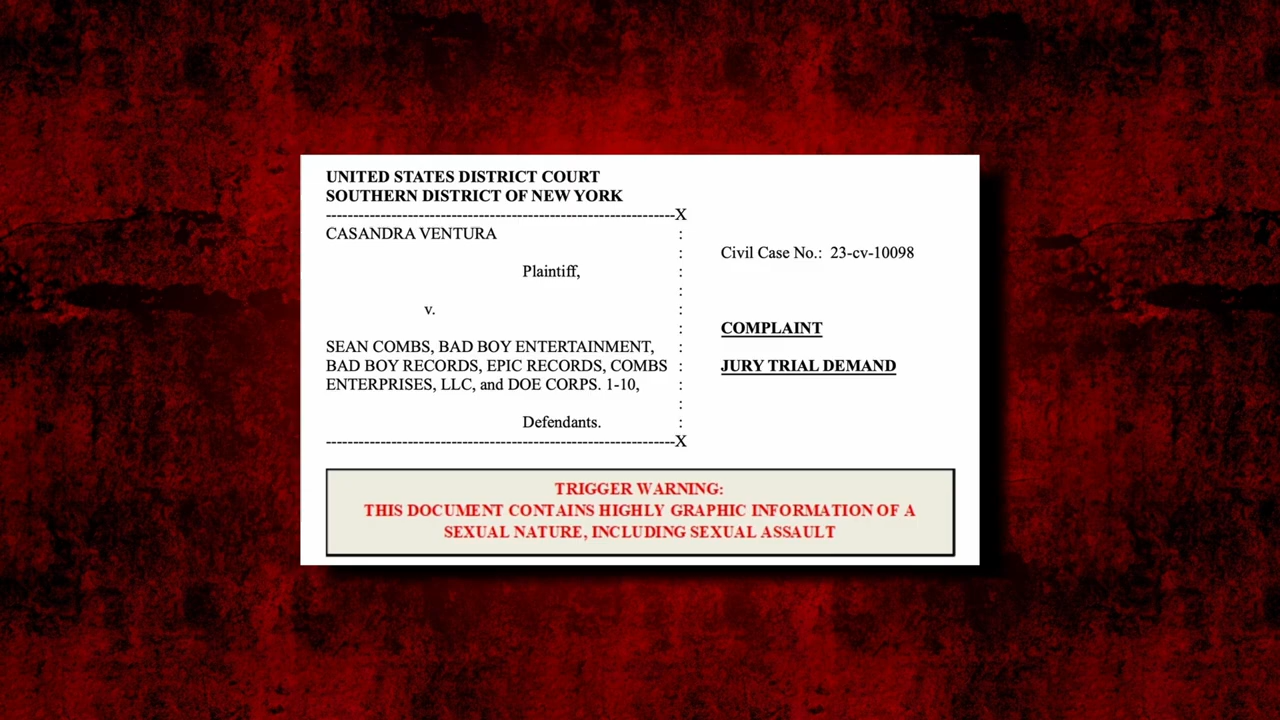 UNITED STATES DISTRICT COURT
SOUTHERN DISTRICT OF NEW YORK
-----------------------------------------------------------------X
CASANDRA VENTURA :
: Civil Case No.: 23-cv-10098
Plaintiff, :
:
v. :
: COMPLAINT
SEAN COMBS, BAD BOY ENTERTAINMENT, :
BAD BOY RECORDS, EPIC RECORDS, COMBS : JURY TRIAL DEMAND
ENTERPRISES, LLC, and DOE CORPS. 1-10, :
:
Defendants. :
-----------------------------------------------------------------X
TRIGGER WARNING:
THIS DOCUMENT CONTAINS HIGHLY GRAPHIC INFORMATION OF A
SEXUAL NATURE, INCLUDING SEXUAL ASSAULT